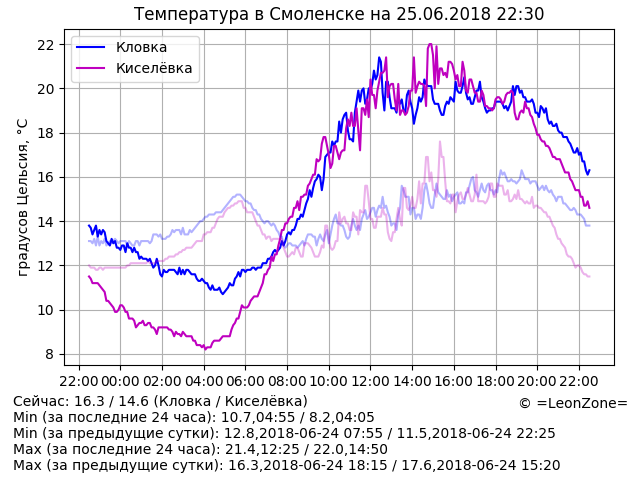 Температура в Смоленске на 25.06.2018 22:30
Кловка
Киселёвка
градусов Цельсия, °C
22
20
18
16
14
12
10
8
22:00 00:00 02:00 04:00 06:00 08:00 10:00 12:00 14:00 16:00 18:00 20:00 22:00
Сейчас: 16.3 / 14.6 (Кловка / Киселёвка)
© =LeonZone=
Min (за последние 24 часа): 10.7,04:55 / 8.2,04:05
Min (за предыдущие сутки): 12.8,2018-06-24 07:55 / 11.5,2018-06-24 22:25
Max (за последние 24 часа): 21.4,12:25 / 22.0,14:50
Max (за предыдущие сутки): 16.3,2018-06-24 18:15 / 17.6,2018-06-24 15:20